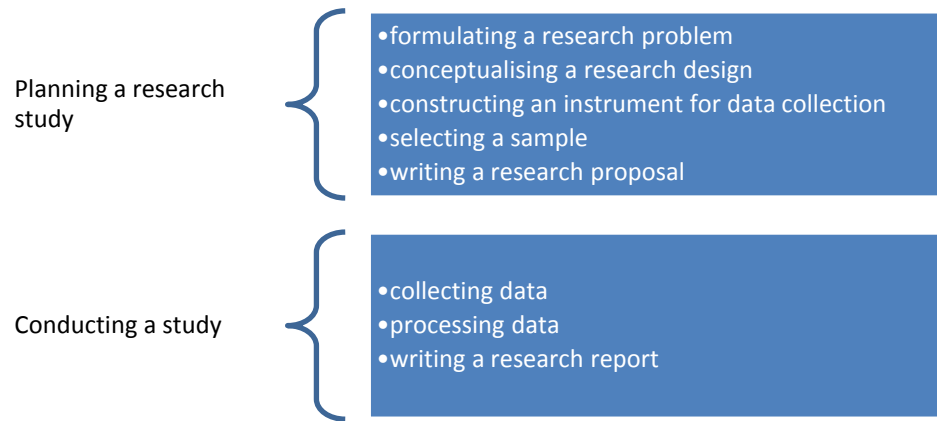 Planning a research
study
•formulating a research problem
•conceptualising a research design
•constructing an instrument for data collection
•selecting a sample
•writing a research proposal
Conducting a study
•collecting data
•processing data
•writing a research report